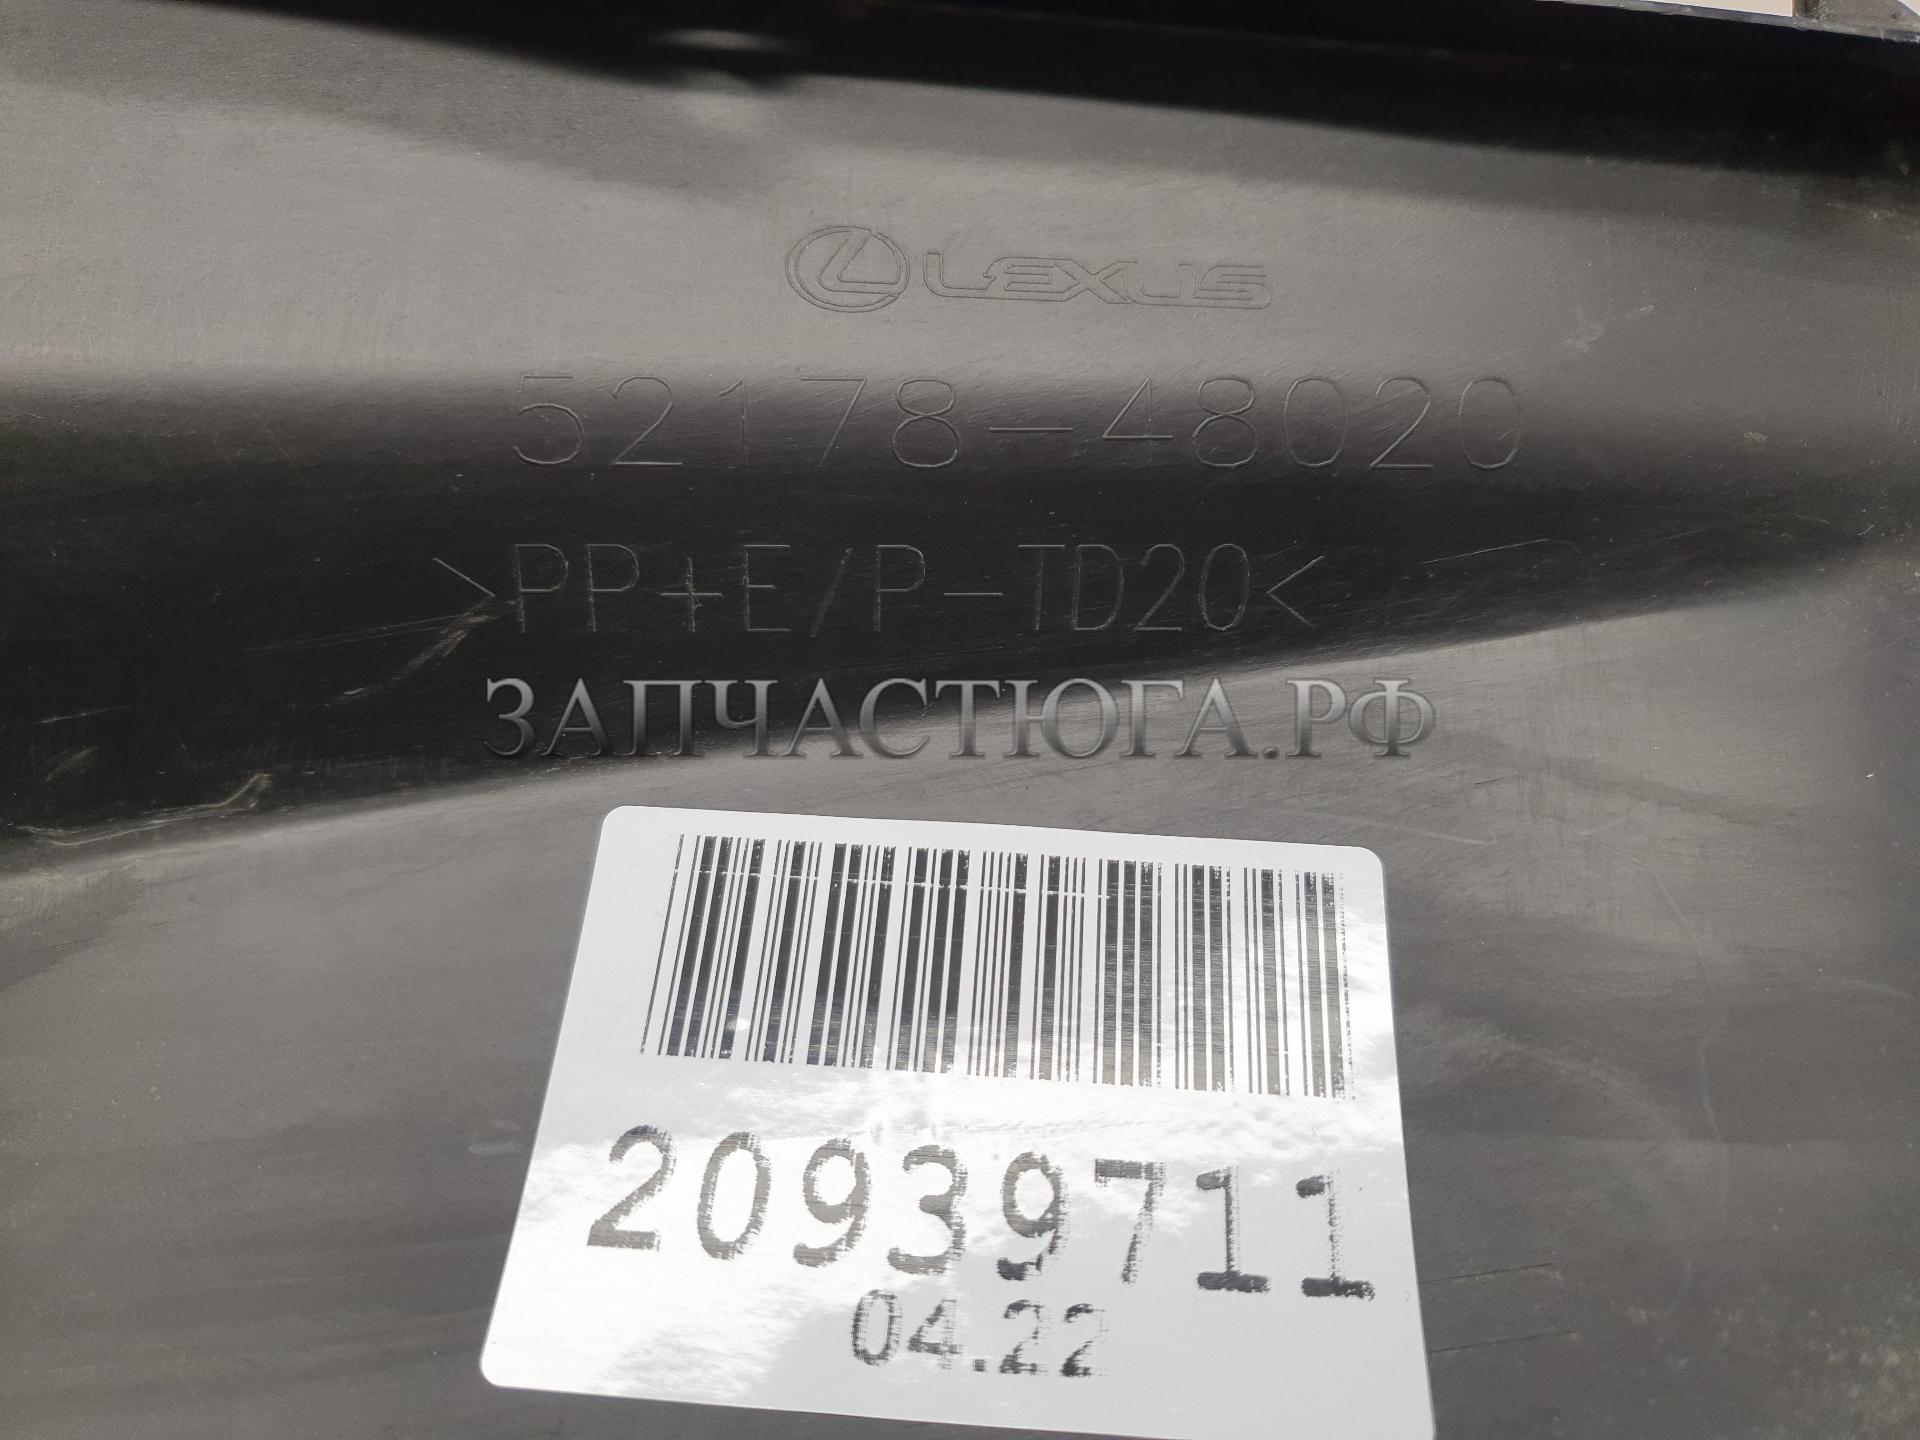 LEXUS
52178-48020
>PP+E/P-TD20<
ЗАПЧАСТЮГА.РФ
20939711
04.22